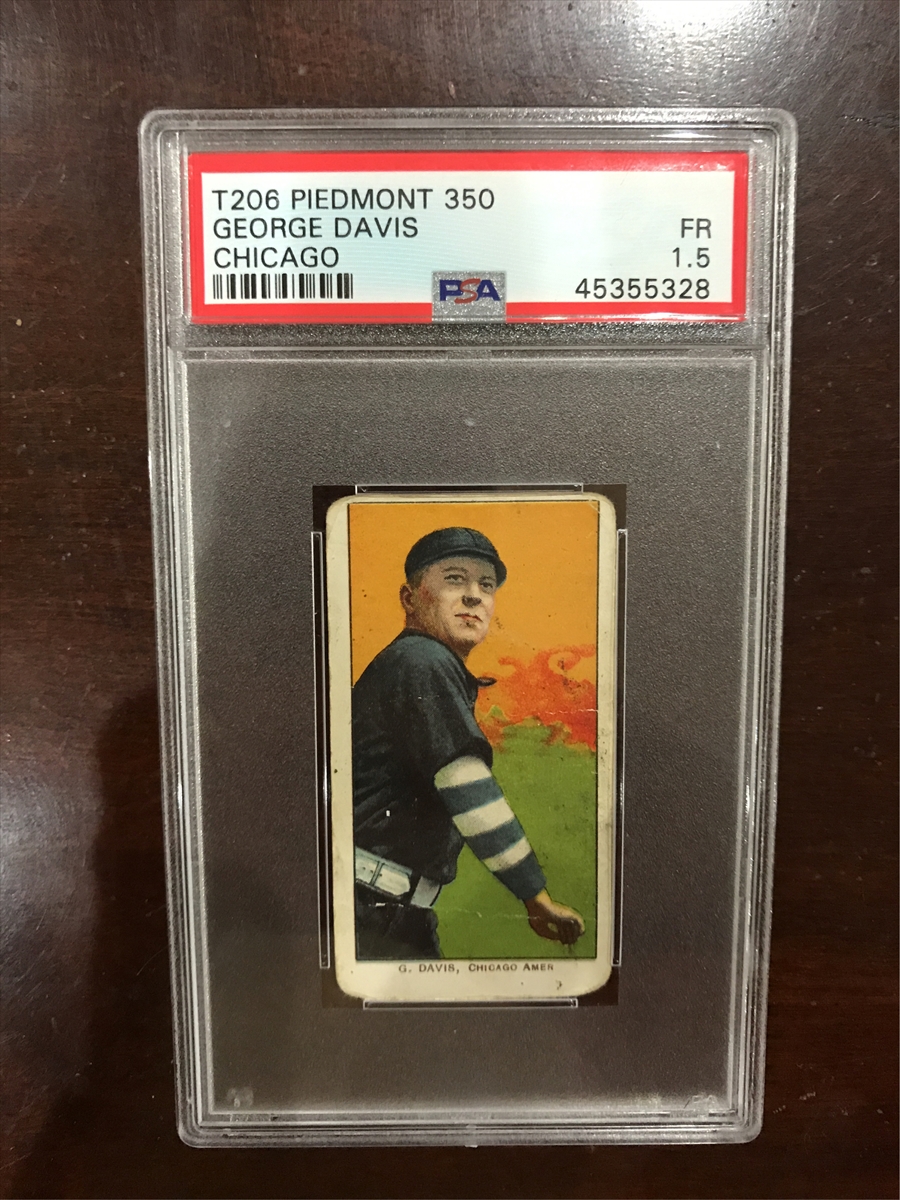 T206 PIEDMONT 350
GEORGE DAVIS FR
CHICAGO 1.5
PSA 45355328
G. DAVIS, CHICAGO AMER